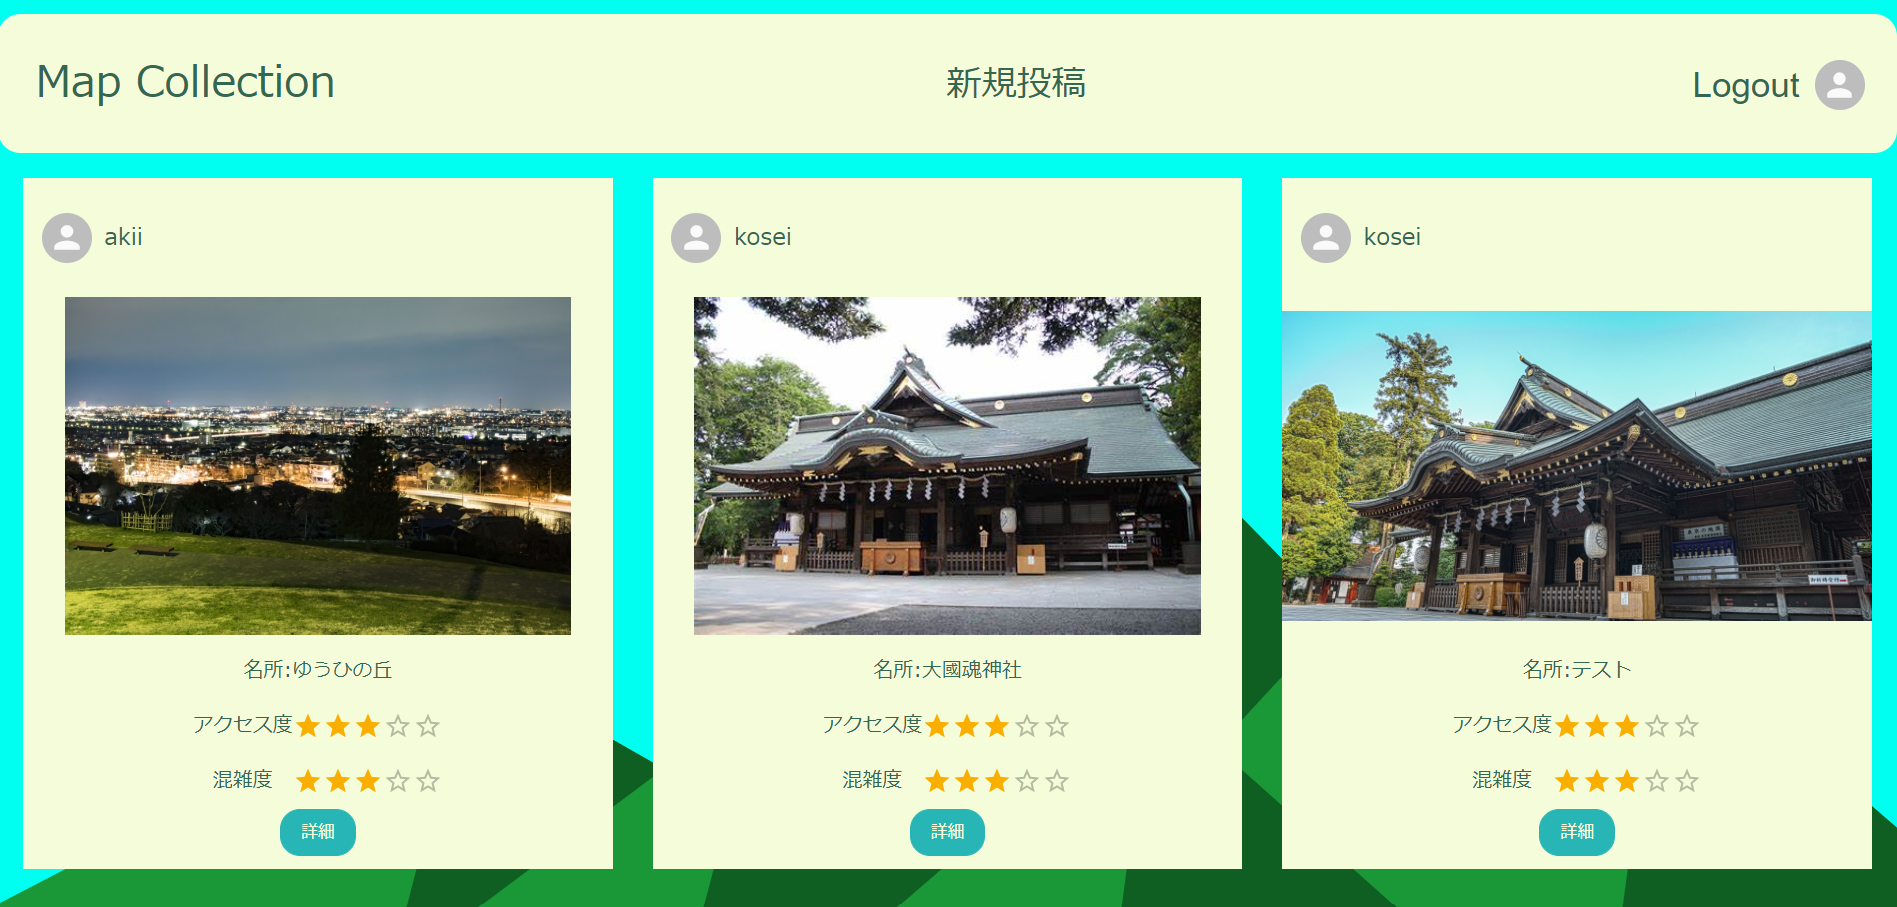 Map Collection
新規投稿
Logout
akii
名所:ゆうひの丘
アクセス度
混雑度
詳細
kosei
名所:大國魂神社
アクセス度
混雑度
詳細
kosei
名所:テスト
アクセス度
混雑度
詳細